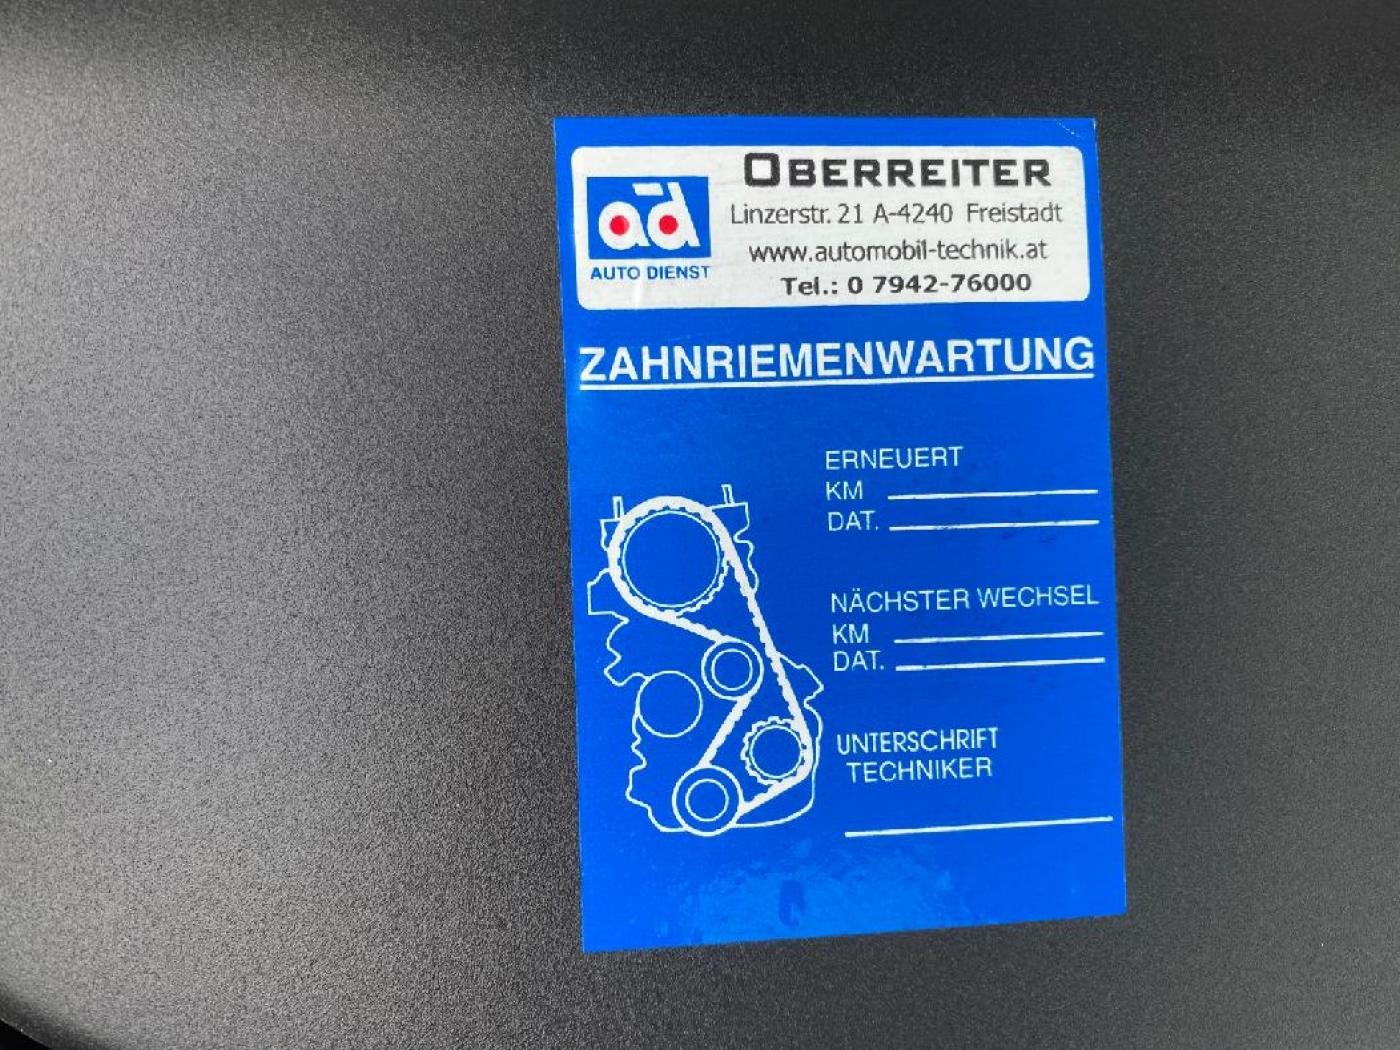 ad
AUTO DIENST
OBERREITER
Linzerstr. 21 A-4240 Freistadt
www.automobil-technik.at
Tel.: 0 7942-76000
ZAHNRIEMENWARTUNG
ERNEUERT
KM
DAT.
NÄCHSTER WECHSEL
KM
DAT.
UNTERSCHRIFT
TECHNIKER